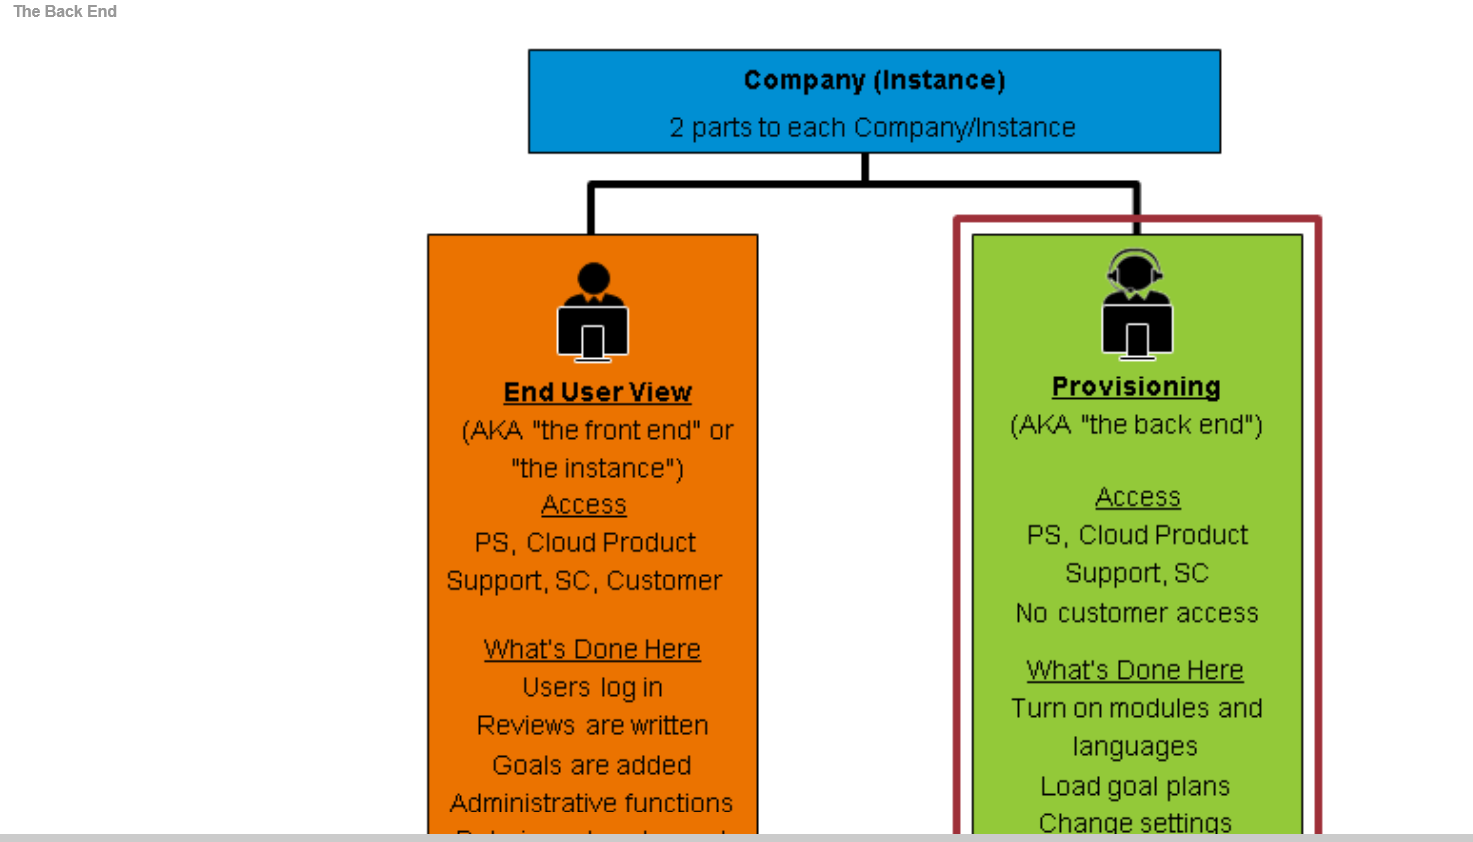 The Back End
Company (Instance)
2 parts to each Company/Instance
End User View
(AKA "the front end" or
"the instance")
Access
PS, Cloud Product
Support, SC, Customer
What's Done Here
Users log in
Reviews are written
Goals are added
Administrative functions
Provisioning
(AKA "the back end")
Access
PS, Cloud Product
Support, SC
No customer access
What's Done Here
Turn on modules and
languages
Load goal plans
Change settings